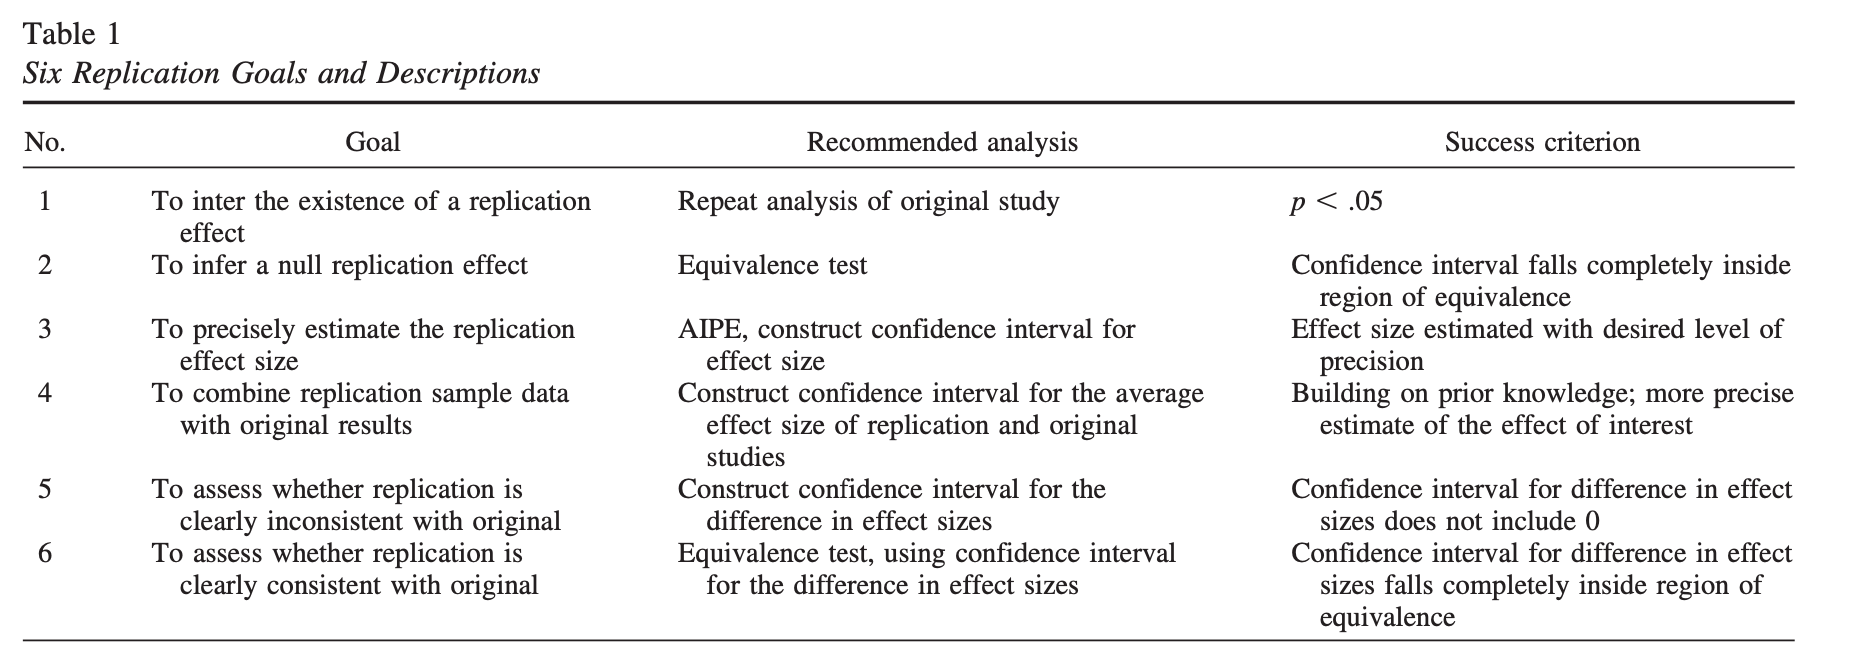 Table 1
Six Replication Goals and Descriptions
No. Goal Recommended analysis Success criterion
1 To inter the existence of a replication Repeat analysis of original study p < .05
effect
2 To infer a null replication effect Equivalence test Confidence interval falls completely inside
region of equivalence
3 To precisely estimate the replication AIPE, construct confidence interval for Effect size estimated with desired level of
effect size effect size precision
4 To combine replication sample data Construct confidence interval for the average Building on prior knowledge; more precise
with original results effect size of replication and original estimate of the effect of interest
studies
5 To assess whether replication is Construct confidence interval for the Confidence interval for difference in effect
clearly inconsistent with original difference in effect sizes sizes does not include 0
6 To assess whether replication is Equivalence test, using confidence interval Confidence interval for difference in effect
clearly consistent with original for the difference in effect sizes sizes falls completely inside region of
equivalence